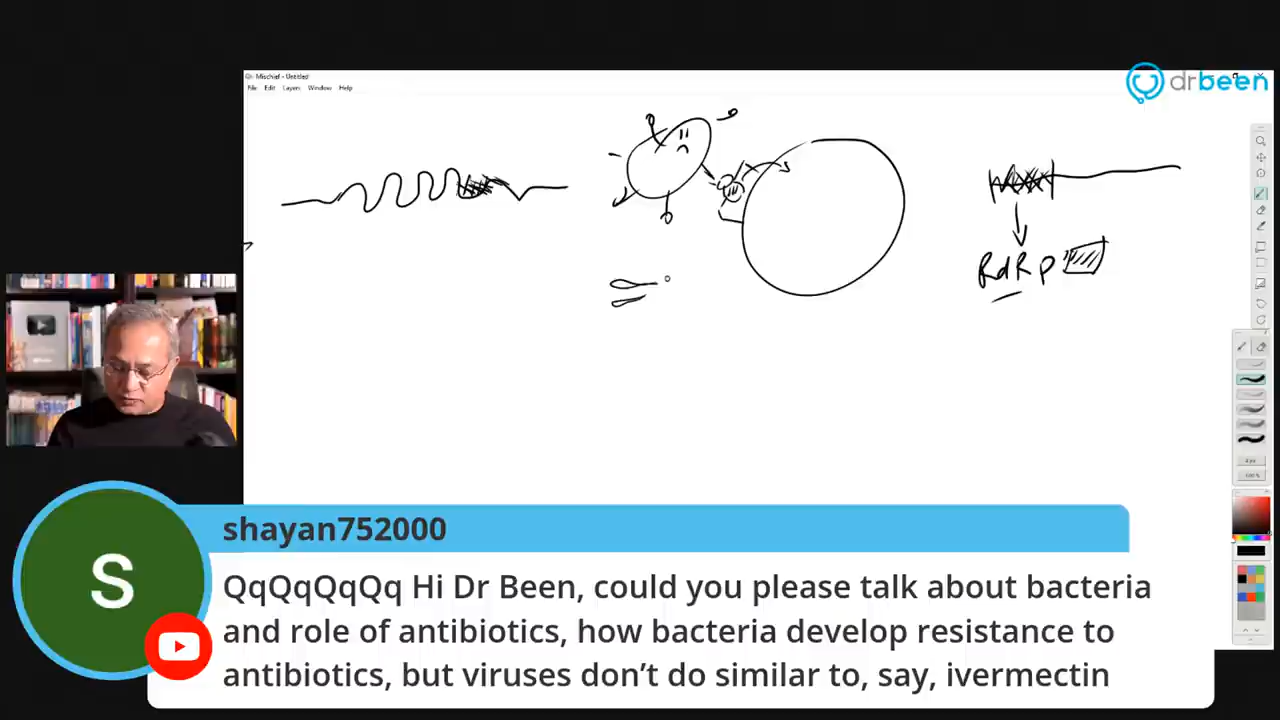 Mischief - Untitled
File Edit Layers Window Help
drbeen
RdRp
S
shayan752000
QqQqQqQq Hi Dr Been, could you please talk about bacteria
and role of antibiotics, how bacteria develop resistance to
antibiotics, but viruses don’t do similar to, say, ivermectin